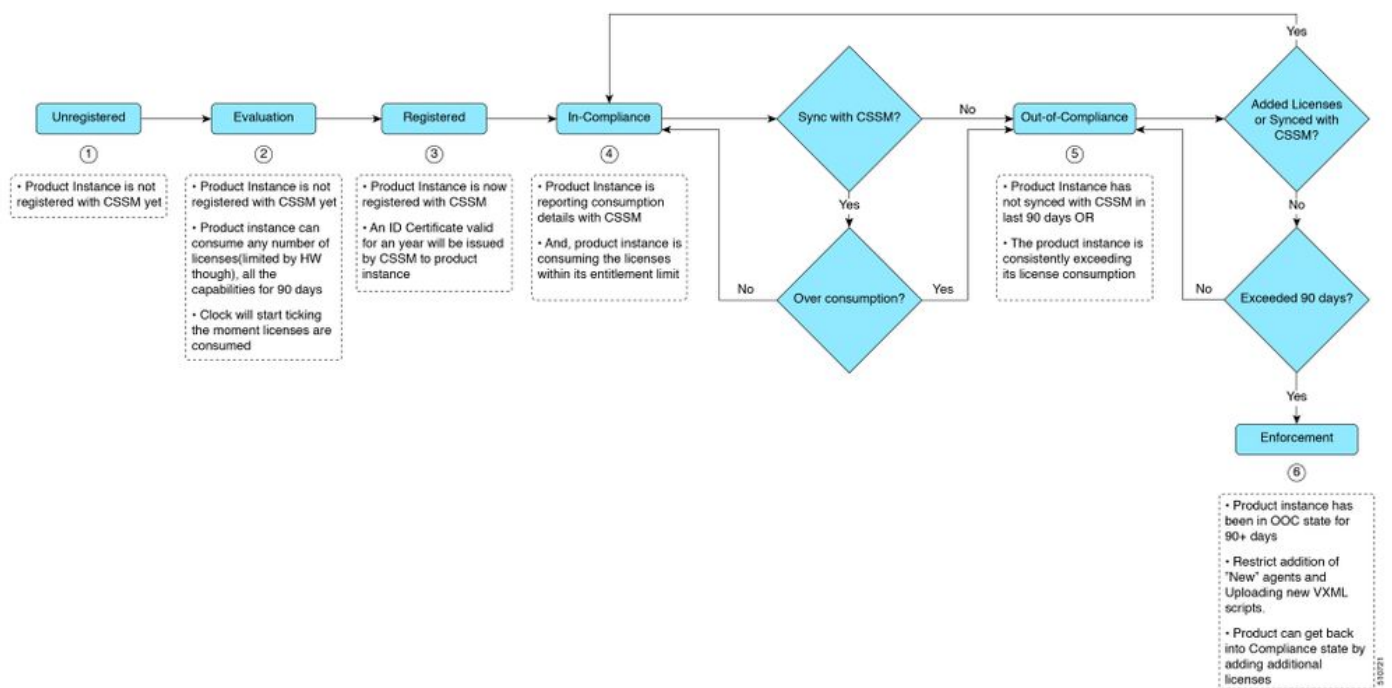 Yes
Unregistered
Evaluation
Registered
In-Compliance
Sync with CSSM?
No
Out-of-Compliance
Added Licenses
or Synced with
CSSM?
1
2
3
4
5
• Product Instance is not
registered with CSSM yet
• Product Instance is not
registered with CSSM yet
• Product instance can
consume any number of
licenses(limited by HW
though), all the
capabilities for 90 days
• Clock will start ticking
the moment licenses are
consumed
• Product Instance is now
registered with CSSM
• An ID Certificate valid
for an year will be issued
by CSSM to product
instance
• Product Instance is
reporting consumption
details with CSSM
• And, product instance is
consuming the licenses
within its entitlement limit
Yes
No
Over consumption?
Yes
• Product Instance has
not synced with CSSM in
last 90 days OR
• The product instance is
consistently exceeding
its license consumption
No
No
Exceeded 90 days?
Yes
Enforcement
6
• Product instance has
been in OOC state for
90+ days
• Restrict addition of
"New" agents and
Uploading new VXML
scripts.
• Product can get back
into Compliance state by
adding additional
licenses
510721